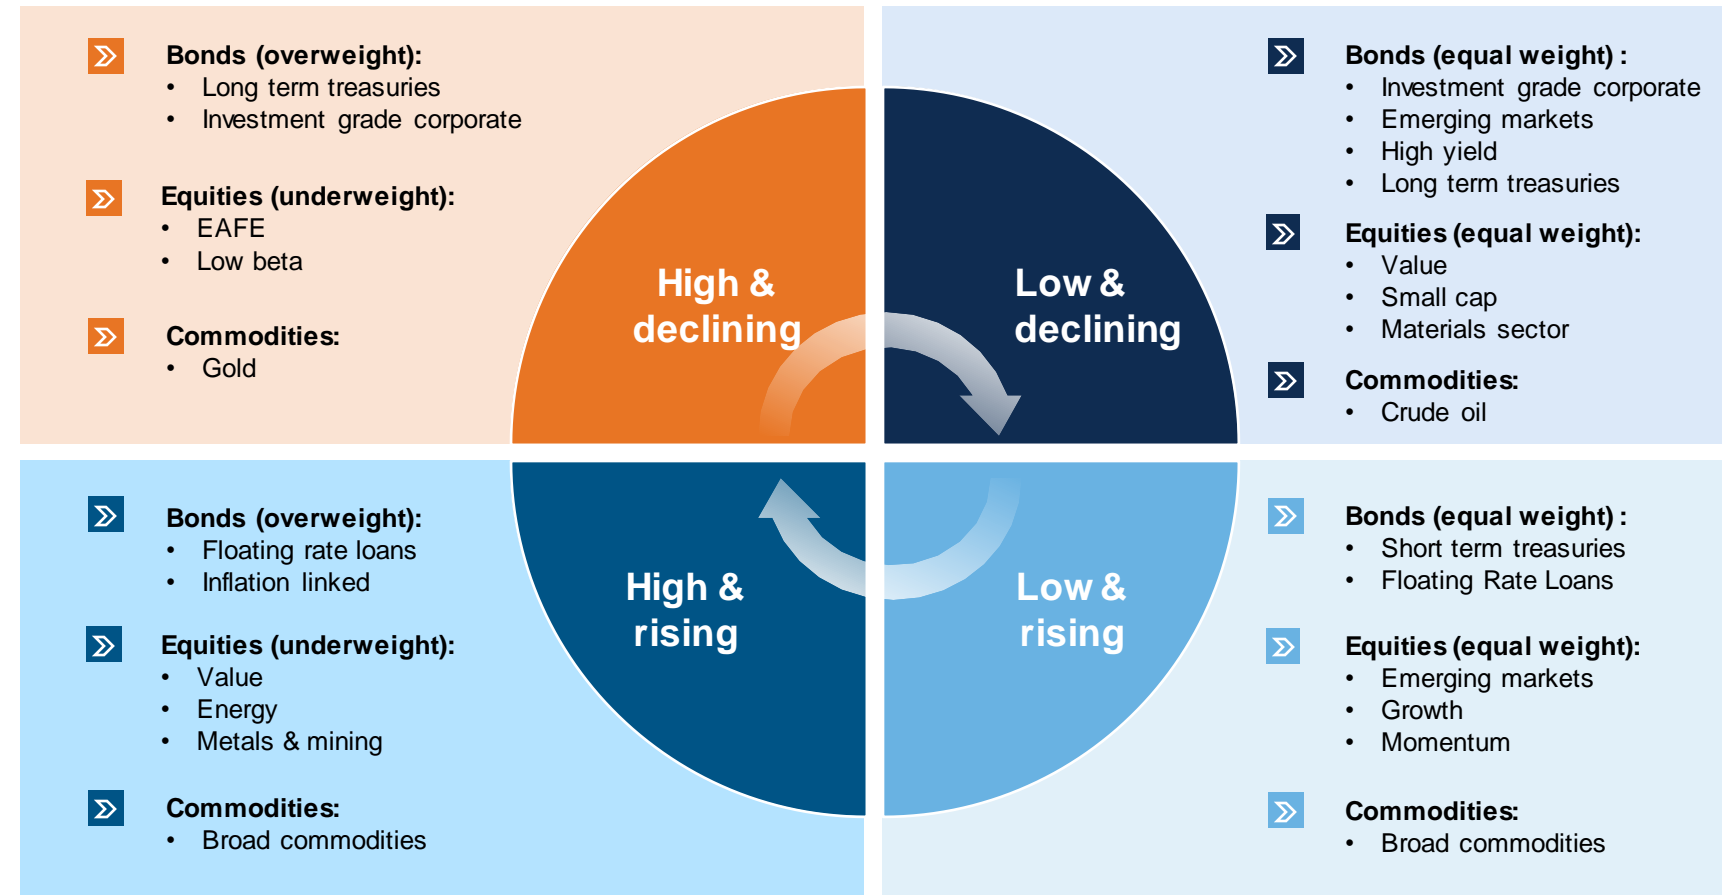 Bonds (overweight):
• Long term treasuries
• Investment grade corporate
Equities (underweight):
• EAFE
• Low beta
Commodities:
• Gold
High &
declining
Low &
declining
Bonds (equal weight) :
• Investment grade corporate
• Emerging markets
• High yield
• Long term treasuries
Equities (equal weight):
• Value
• Small cap
• Materials sector
Commodities:
• Crude oil
Bonds (overweight):
• Floating rate loans
• Inflation linked
Equities (underweight):
• Value
• Energy
• Metals & mining
Commodities:
• Broad commodities
High &
rising
Low &
rising
Bonds (equal weight) :
• Short term treasuries
• Floating Rate Loans
Equities (equal weight):
• Emerging markets
• Growth
• Momentum
Commodities:
• Broad commodities